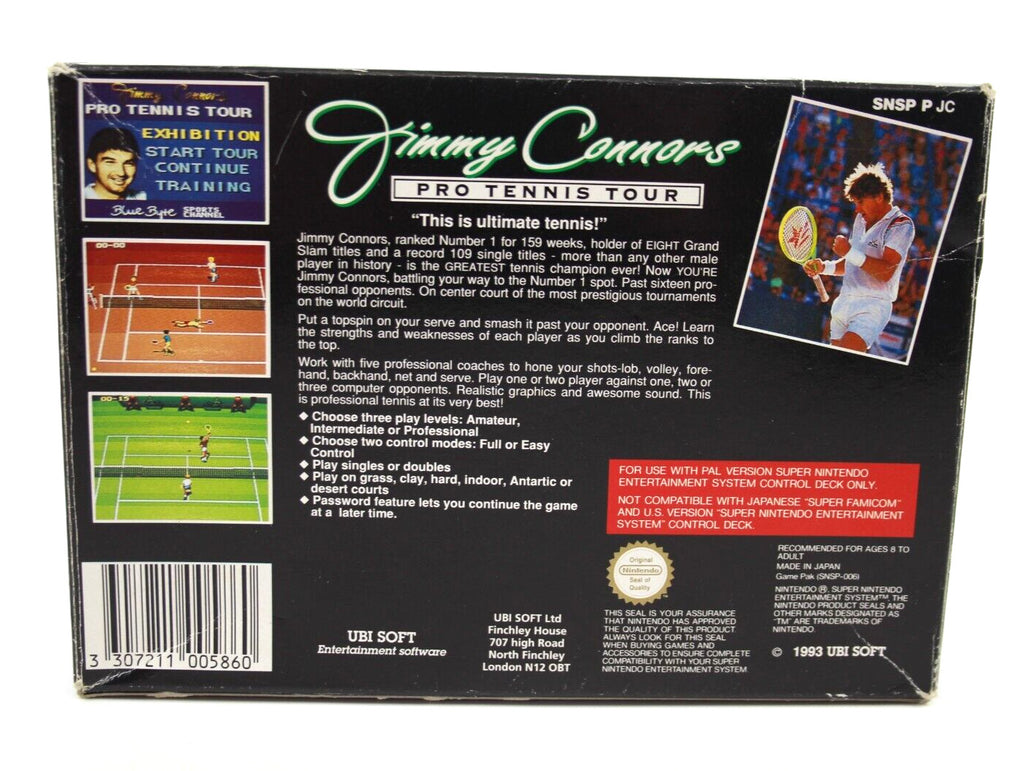 Jimmy Connors
PRO TENNIS TOUR
EXHIBITION
START TOUR
CONTINUE
TRAINING
Blue Byte SPORTS
CHANNEL
00-00
00-15
Jimmy Connors
PRO TENNIS TOUR
SNSP P JC
“This is ultimate tennis!”
Jimmy Connors, ranked Number 1 for 159 weeks, holder of EIGHT Grand
Slam titles and a record 109 single titles - more than any other male
player in history - is the GREATEST tennis champion ever! Now YOU'RE
Jimmy Connors, battling your way to the Number 1 spot. Past sixteen pro-
fessional opponents. On center court of the most prestigious tournaments
on the world circuit.
Put a topspin on your serve and smash it past your opponent. Ace! Learn
the strengths and weaknesses of each player as you climb the ranks to
the top.
Work with five professional coaches to hone your shots-lob, volley, fore-
hand, backhand, net and serve. Play one or two player against one, two or
three computer opponents. Realistic graphics and awesome sound. This
is professional tennis at its very best!
◆ Choose three play levels: Amateur,
Intermediate or Professional
◆ Choose two control modes: Full or Easy
Control
◆ Play singles or doubles
◆ Play on grass, clay, hard, indoor, Antartic or
desert courts
◆ Password feature lets you continue the game
at a later time.
FOR USE WITH PAL VERSION SUPER NINTENDO
ENTERTAINMENT SYSTEM CONTROL DECK ONLY.
NOT COMPATIBLE WITH JAPANESE “SUPER FAMICOM”
AND U.S. VERSION “SUPER NINTENDO ENTERTAINMENT
SYSTEM” CONTROL DECK.
3 307211 005860
UBI SOFT
Entertainment software
UBI SOFT Ltd
Finchley House
707 high Road
North Finchley
London N12 OBT
Original
Nintendo
Seal of
Quality
THIS SEAL IS YOUR ASSURANCE
THAT NINTENDO HAS APPROVED
THE QUALITY OF THIS PRODUCT.
ALWAYS LOOK FOR THIS SEAL
WHEN BUYING GAMES AND
ACCESSORIES TO ENSURE COMPLETE
COMPATIBILITY WITH YOUR SUPER
NINTENDO ENTERTAINMENT SYSTEM.
RECOMMENDED FOR AGES 8 TO
ADULT
MADE IN JAPAN
Game Pak (SNSP-006)
NINTENDO ®, SUPER NINTENDO
ENTERTAINMENT SYSTEM™, THE
NINTENDO PRODUCT SEALS AND
OTHER MARKS DESIGNATED AS
“TM” ARE TRADEMARKS OF
NINTENDO.
© 1993 UBI SOFT